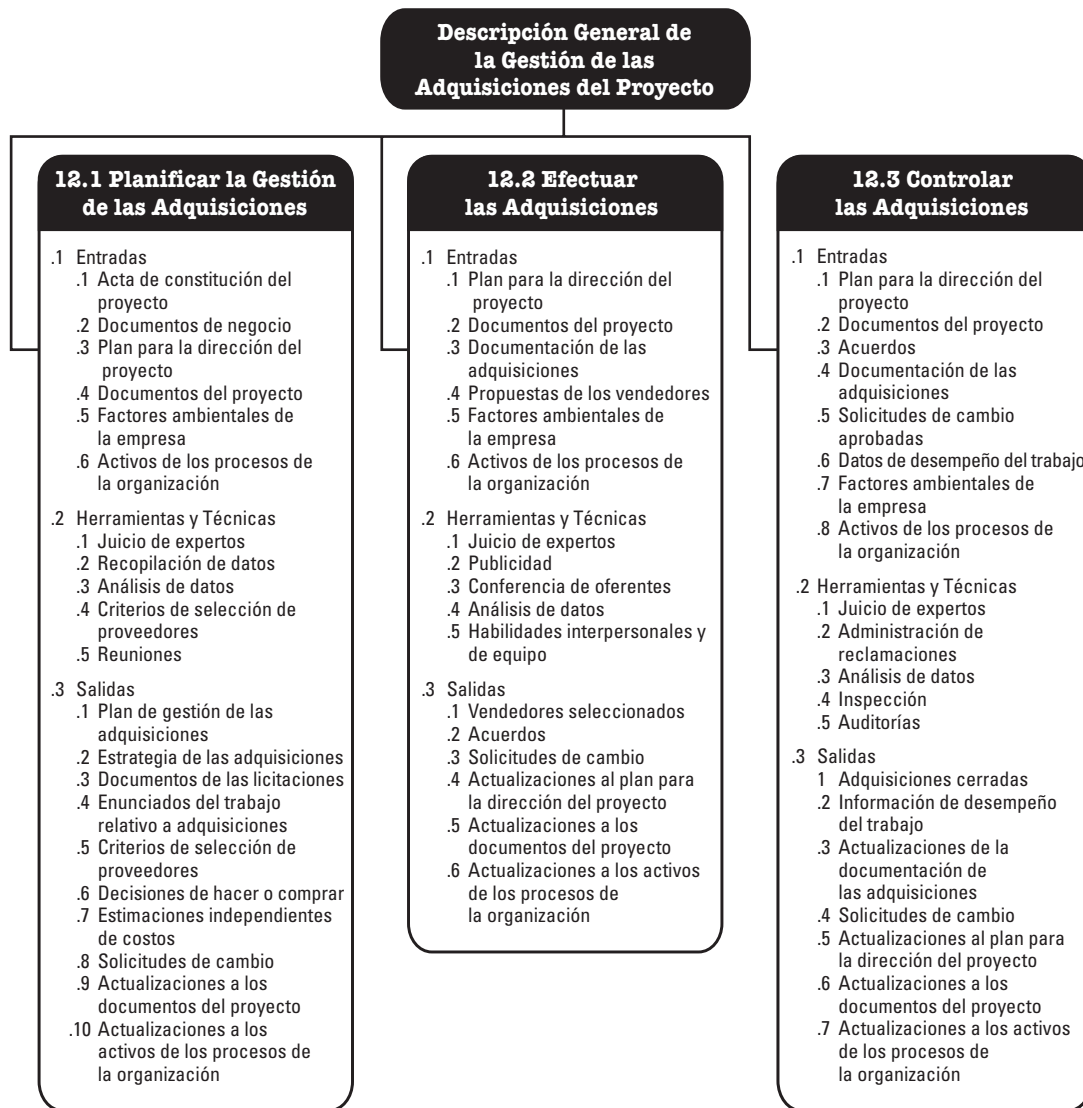 Descripción General de
la Gestión de las
Adquisiciones del Proyecto
12.1 Planificar la Gestión
de las Adquisiciones
.1 Entradas
.1 Acta de constitución del
proyecto
.2 Documentos de negocio
.3 Plan para la dirección del
proyecto
.4 Documentos del proyecto
.5 Factores ambientales de
la empresa
.6 Activos de los procesos de
la organización
.2 Herramientas y Técnicas
.1 Juicio de expertos
.2 Recopilación de datos
.3 Análisis de datos
.4 Criterios de selección de
proveedores
.5 Reuniones
.3 Salidas
.1 Plan de gestión de las
adquisiciones
.2 Estrategia de las adquisiciones
.3 Documentos de las licitaciones
.4 Enunciados del trabajo
relativo a adquisiciones
.5 Criterios de selección de
proveedores
.6 Decisiones de hacer o comprar
.7 Estimaciones independientes
de costos
.8 Solicitudes de cambio
.9 Actualizaciones a los
documentos del proyecto
.10 Actualizaciones a los
activos de los procesos de
la organización
12.2 Efectuar
las Adquisiciones
.1 Entradas
.1 Plan para la dirección del
proyecto
.2 Documentos del proyecto
.3 Documentación de las
adquisiciones
.4 Propuestas de los vendedores
.5 Factores ambientales de
la empresa
.6 Activos de los procesos de
la organización
.2 Herramientas y Técnicas
.1 Juicio de expertos
.2 Publicidad
.3 Conferencia de oferentes
.4 Análisis de datos
.5 Habilidades interpersonales y
de equipo
.3 Salidas
.1 Vendedores seleccionados
.2 Acuerdos
.3 Solicitudes de cambio
.4 Actualizaciones al plan para
la dirección del proyecto
.5 Actualizaciones a los
documentos del proyecto
.6 Actualizaciones a los activos
de los procesos de
la organización
12.3 Controlar
las Adquisiciones
.1 Entradas
.1 Plan para la dirección del
proyecto
.2 Documentos del proyecto
.3 Acuerdos
.4 Documentación de las
adquisiciones
.5 Solicitudes de cambio
aprobadas
.6 Datos de desempeño del trabajo
.7 Factores ambientales de
la empresa
.8 Activos de los procesos de
la organización
.2 Herramientas y Técnicas
.1 Juicio de expertos
.2 Administración de
reclamaciones
.3 Análisis de datos
.4 Inspección
.5 Auditorías
.3 Salidas
1 Adquisiciones cerradas
.2 Información de desempeño
del trabajo
.3 Actualizaciones de la
documentación de
las adquisiciones
.4 Solicitudes de cambio
.5 Actualizaciones al plan para
la dirección del proyecto
.6 Actualizaciones a los
documentos del proyecto
.7 Actualizaciones a los activos
de los procesos de
la organización